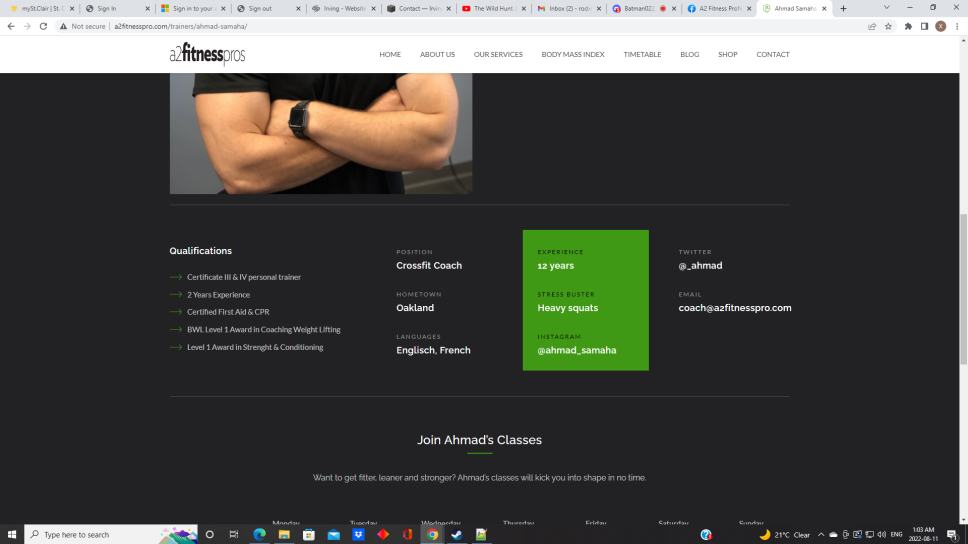 mySt.Clair | St. C
Sign In
Sign in to your
Sign out
Irving - Website
Contact — Irvin
The Wild Hunt
Inbox (2) - rodr
Batman022
A2 Fitness Profe
Ahmad Samaha
Not secure | a2fitnesspro.com/trainers/ahmad-samaha/
X
a2fitnesspros
HOME ABOUT US OUR SERVICES BODY MASS INDEX TIMETABLE BLOG SHOP CONTACT
Qualifications
Certificate III & IV personal trainer
2 Years Experience
Certified First Aid & CPR
BWL Level 1 Award in Coaching Weight Lifting
Level 1 Award in Strenght & Conditioning
POSITION
Crossfit Coach
HOMETOWN
Oakland
LANGUAGES
Englisch, French
EXPERIENCE
12 years
STRESS BUSTER
Heavy squats
INSTAGRAM
@ahmad_samaha
TWITTER
@_ahmad
EMAIL
coach@a2fitnesspro.com
Join Ahmad's Classes
Want to get fitter, leaner and stronger? Ahmad's classes will kick you into shape in no time.
Monday Tuesday Wednesday Thursday Friday Saturday Sunday
Type here to search
21°C Clear
ENG
1:03 AM
2022-08-11